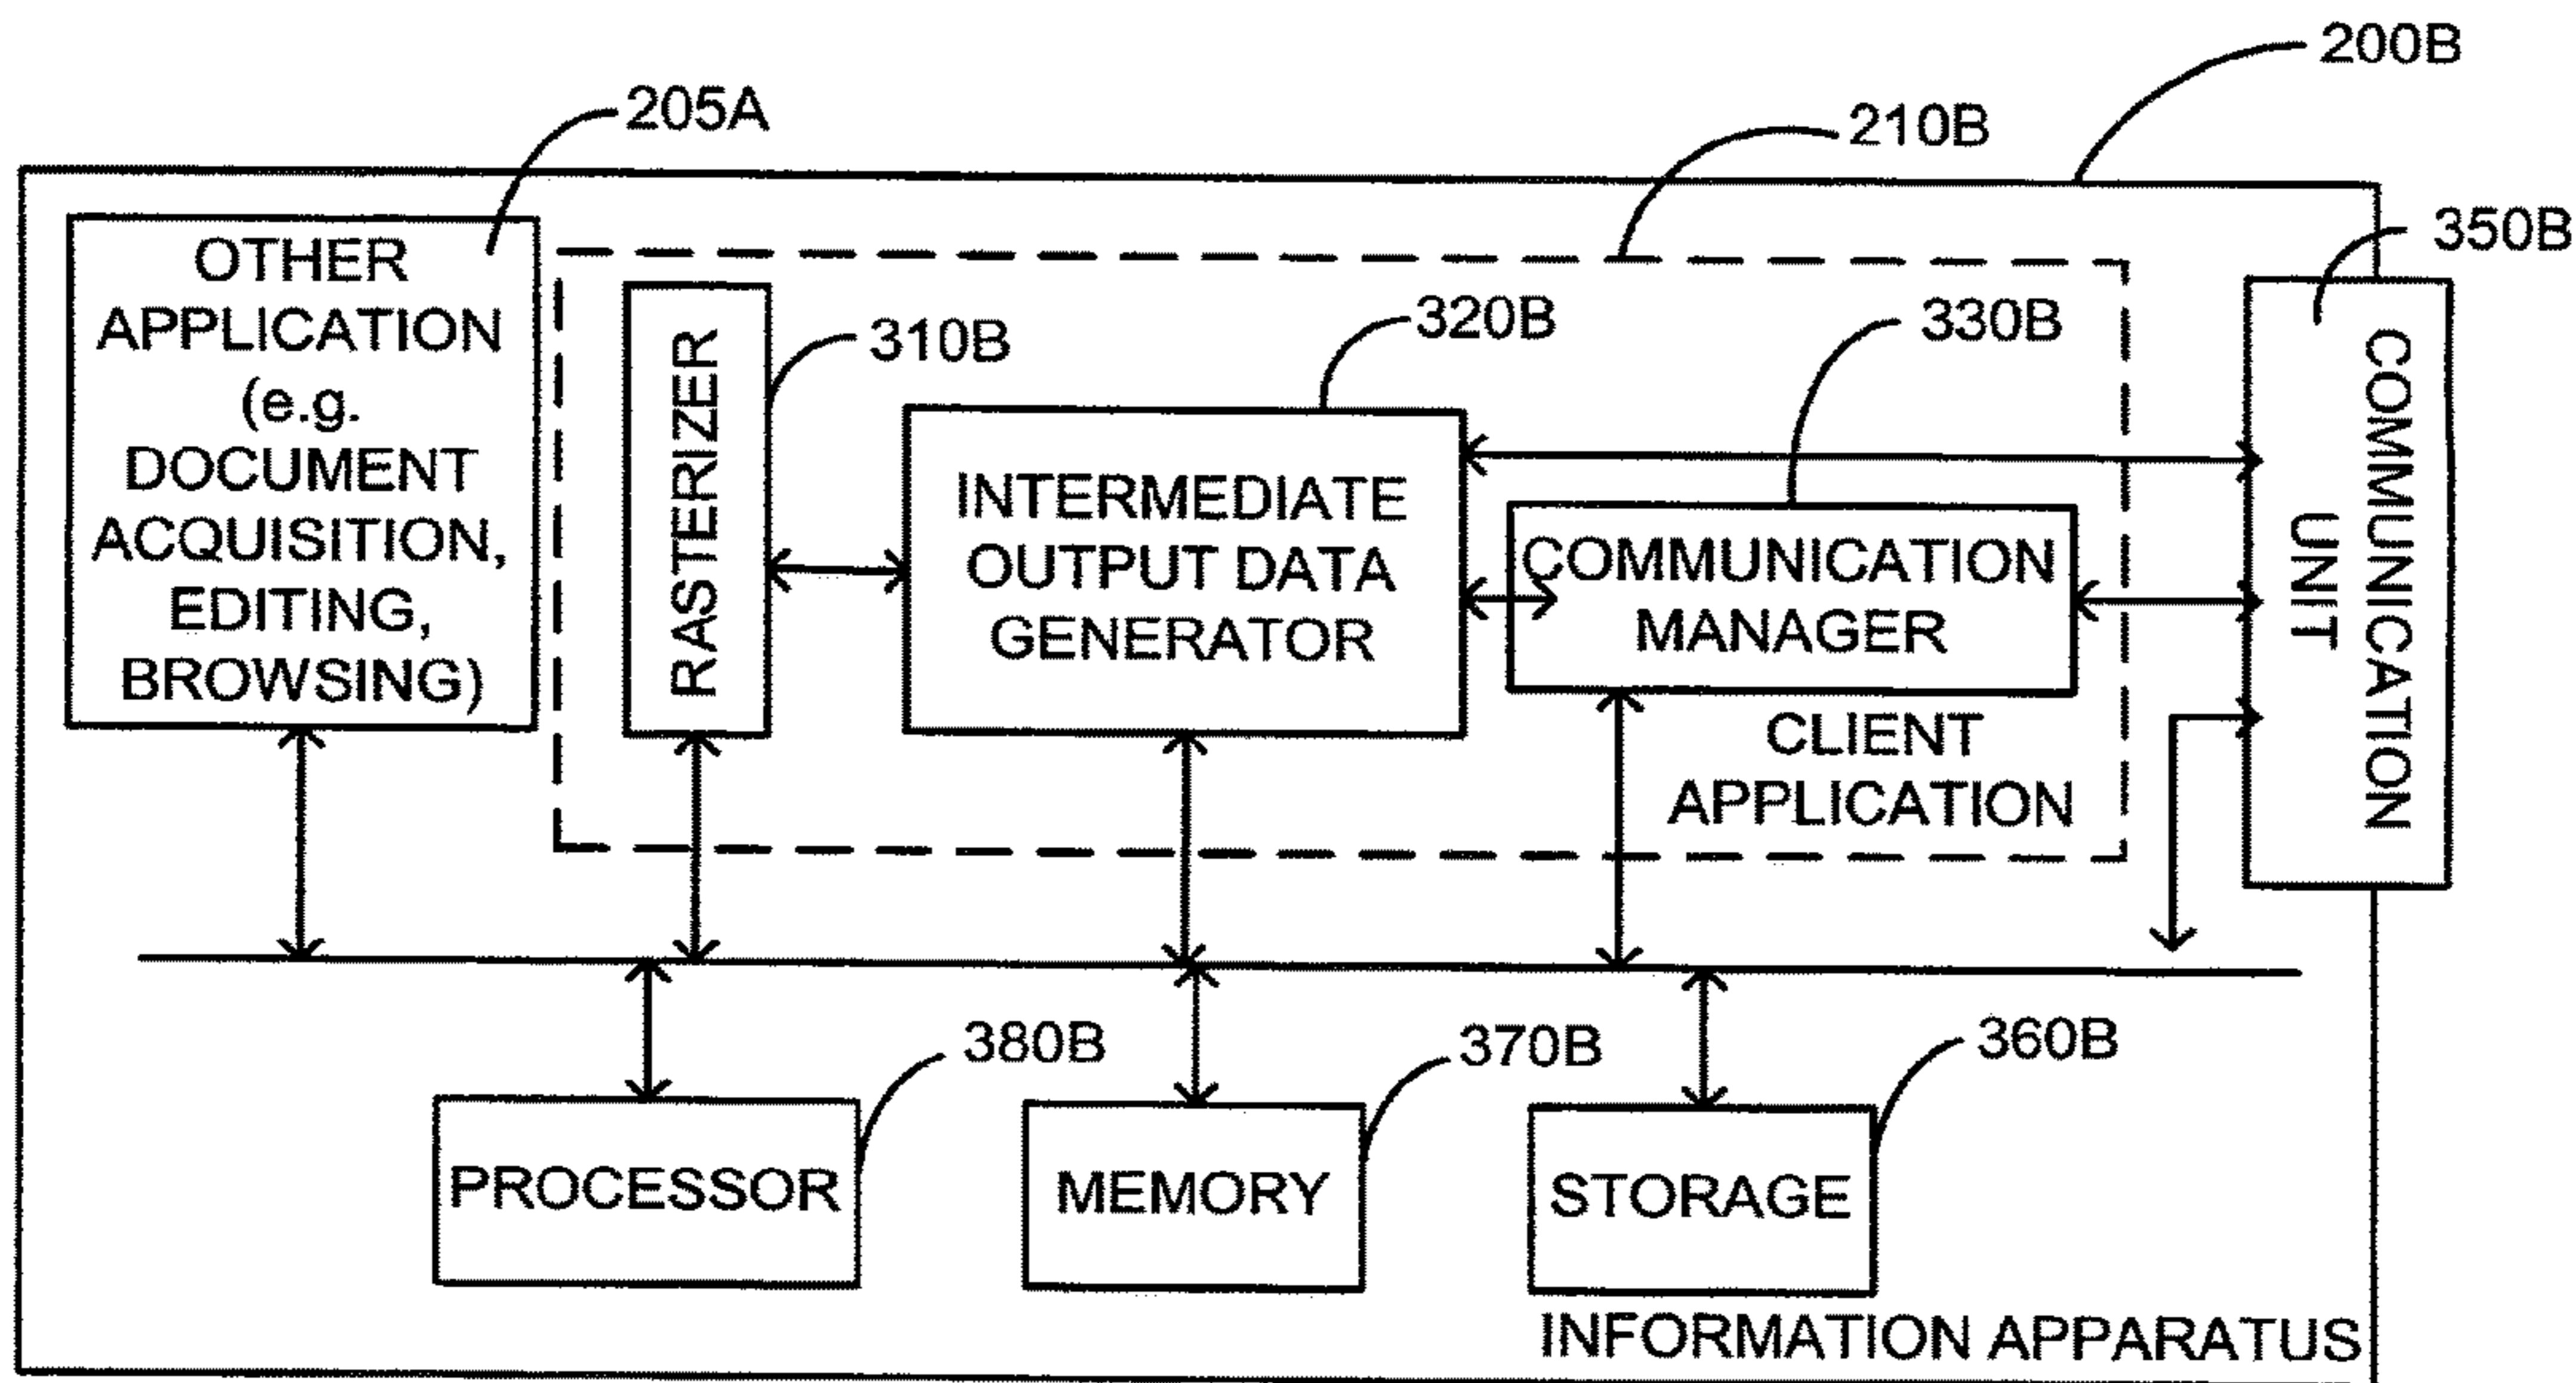 200B
205A
210B
350B
OTHER
APPLICATION
(e.g.
DOCUMENT
ACQUISITION,
EDITING,
BROWSING)
RASTERIZER
310B
320B
330B
INTERMEDIATE
OUTPUT DATA
GENERATOR
COMMUNICATION
MANAGER
CLIENT
APPLICATION
COMMUNICATION
UNIT
380B
370B
360B
PROCESSOR
MEMORY
STORAGE
INFORMATION APPARATUS